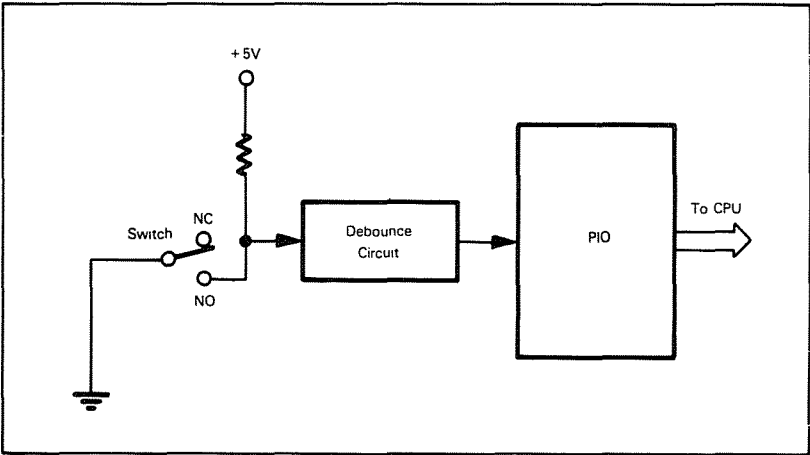 +5V
NC
Switch
NO
Debounce
Circuit
PIO
To CPU